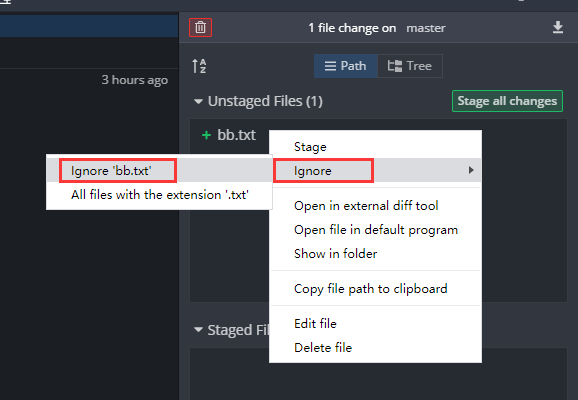 1 file change on master
3 hours ago
A
Z
Path
Tree
Unstaged Files (1)
Stage all changes
+ bb.txt
Stage
Ignore 'bb.txt'
Ignore
All files with the extension '.txt'
Open in external diff tool
Open file in default program
Show in folder
Copy file path to clipboard
Staged
Edit file
Delete file